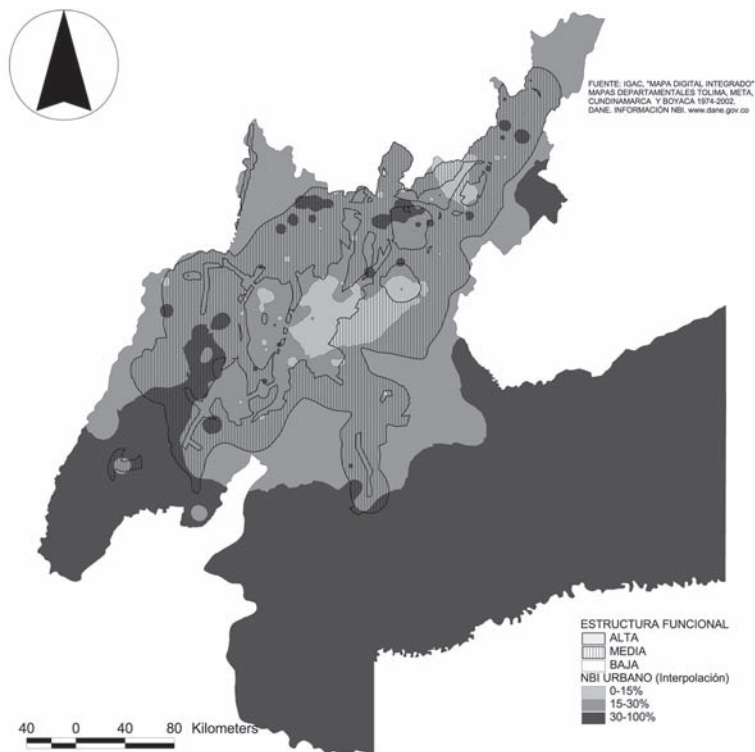 FUENTE: IGAC, "MAPA DIGITAL INTEGRADO"
MAPAS DEPARTAMENTALES TOLIMA, META,
CUNDINAMARCA Y BOYACA 1974-2002.
DANE. INFORMACIÓN NBI. www.dane.gov.co
ESTRUCTURA FUNCIONAL
ALTA
MEDIA
BAJA
NBI URBANO (Interpolación)
0-15%
15-30%
30-100%
40 0 40 80 Kilometers